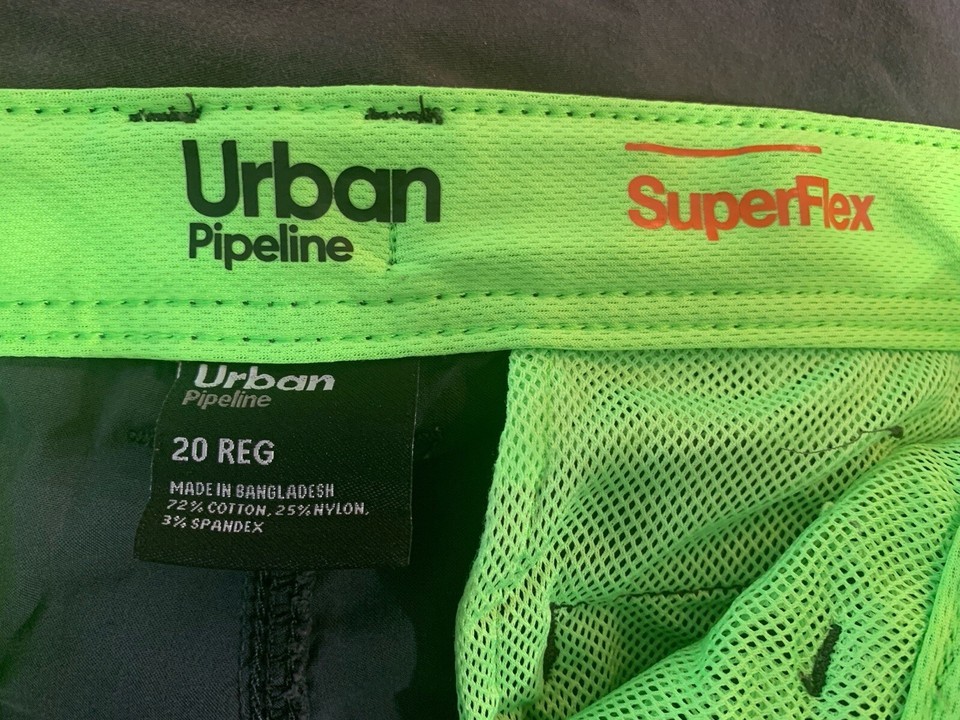 Urban
Pipeline
SuperFlex
Urban
Pipeline
20 REG
MADE IN BANGLADESH
72% COTTON, 25% NYLON,
3% SPANDEX